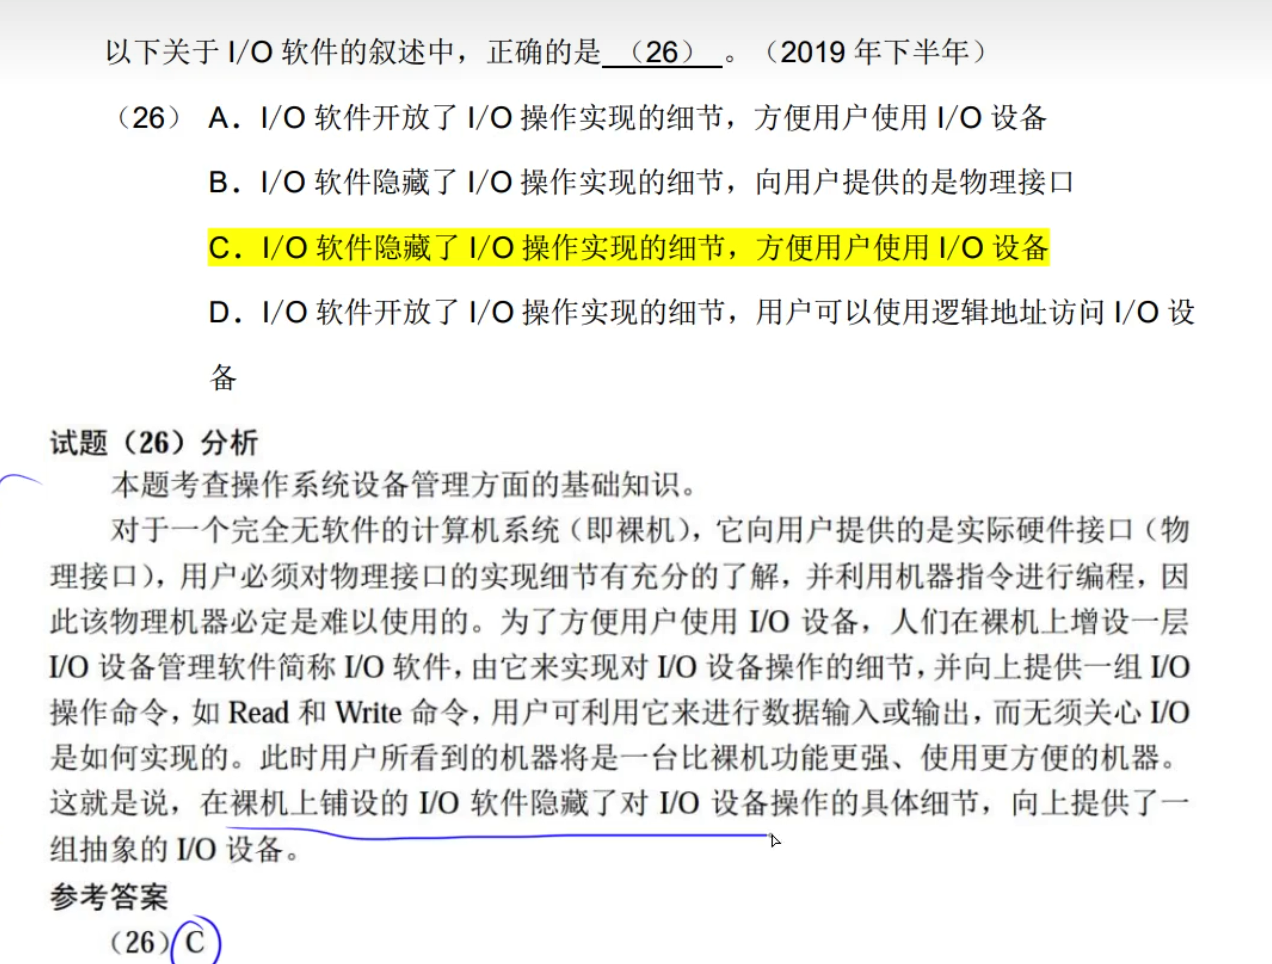 以下关于 I/O 软件的叙述中，正确的是 （26） 。（2019 年下半年）
（26） A．I/O 软件开放了 I/O 操作实现的细节，方便用户使用 I/O 设备
B．I/O 软件隐藏了 I/O 操作实现的细节，向用户提供的是物理接口
C．I/O 软件隐藏了 I/O 操作实现的细节，方便用户使用 I/O 设备
D．I/O 软件开放了 I/O 操作实现的细节，用户可以使用逻辑地址访问 I/O 设
备
试题（26）分析
本题考查操作系统设备管理方面的基础知识。
对于一个完全无软件的计算机系统（即裸机），它向用户提供的是实际硬件接口（物
理接口），用户必须对物理接口的实现细节有充分的了解，并利用机器指令进行编程，因
此该物理机器必定是难以使用的。为了方便用户使用 I/O 设备，人们在裸机上增设一层
I/O 设备管理软件简称 I/O 软件，由它来实现对 I/O 设备操作的细节，并向上提供一组 I/O
操作命令，如 Read 和 Write 命令，用户可利用它来进行数据输入或输出，而无须关心 I/O
是如何实现的。此时用户所看到的机器将是一台比裸机功能更强、使用更方便的机器。
这就是说，在裸机上铺设的 I/O 软件隐藏了对 I/O 设备操作的具体细节，向上提供了一
组抽象的 I/O 设备。
参考答案
（26）C